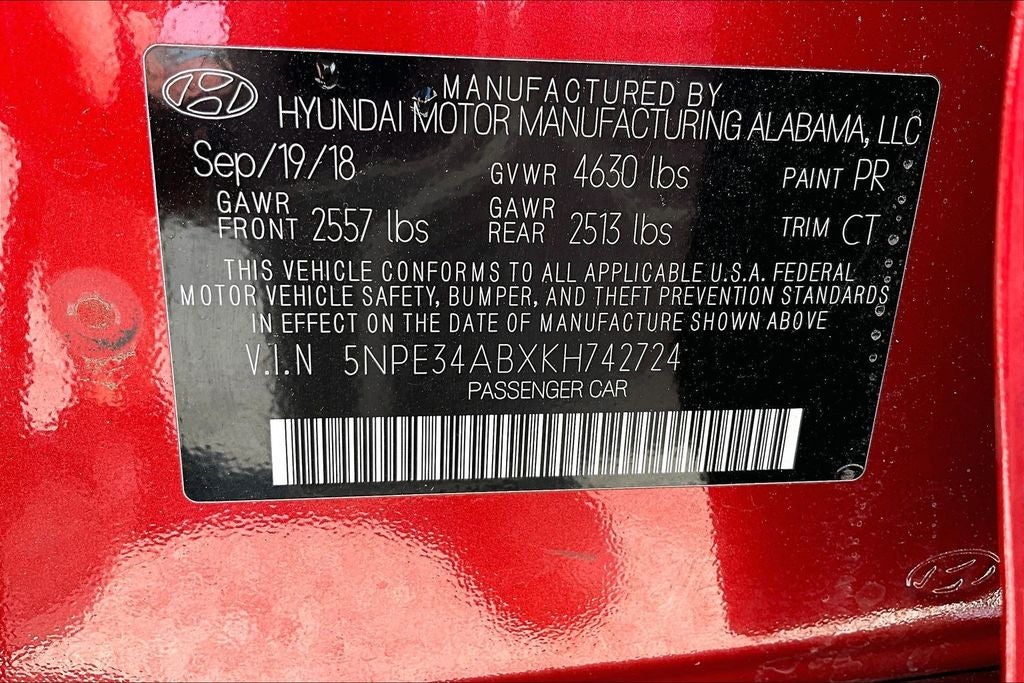 MANUFACTURED BY
HYUNDAI MOTOR MANUFACTURING ALABAMA, LLC
Sep/19/18 GVWR 4630 lbs PAINT PR
GAWR FRONT 2557 lbs GAWR REAR 2513 lbs TRIM CT
THIS VEHICLE CONFORMS TO ALL APPLICABLE U.S.A. FEDERAL
MOTOR VEHICLE SAFETY, BUMPER, AND THEFT PREVENTION STANDARDS
IN EFFECT ON THE DATE OF MANUFACTURE SHOWN ABOVE
V.I.N 5NPE34ABXKH742724
PASSENGER CAR